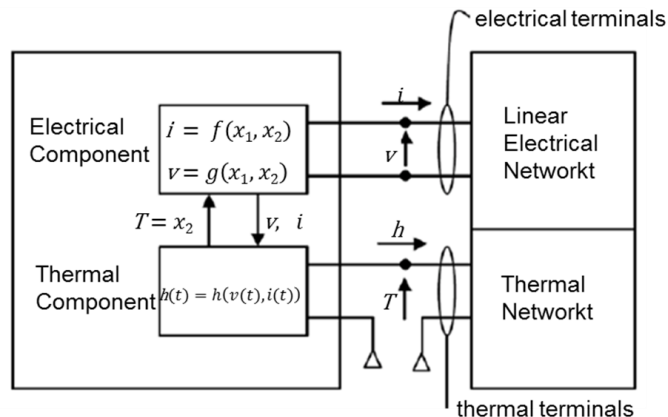 electrical terminals
Electrical
Component
i = f(x₁, x₂)
v = g(x₁, x₂)
i
v
Linear
Electrical
Networkt
T = x₂
v, i
Thermal
Component
h(t) = h(v(t), i(t))
h
T
Thermal
Networkt
thermal terminals